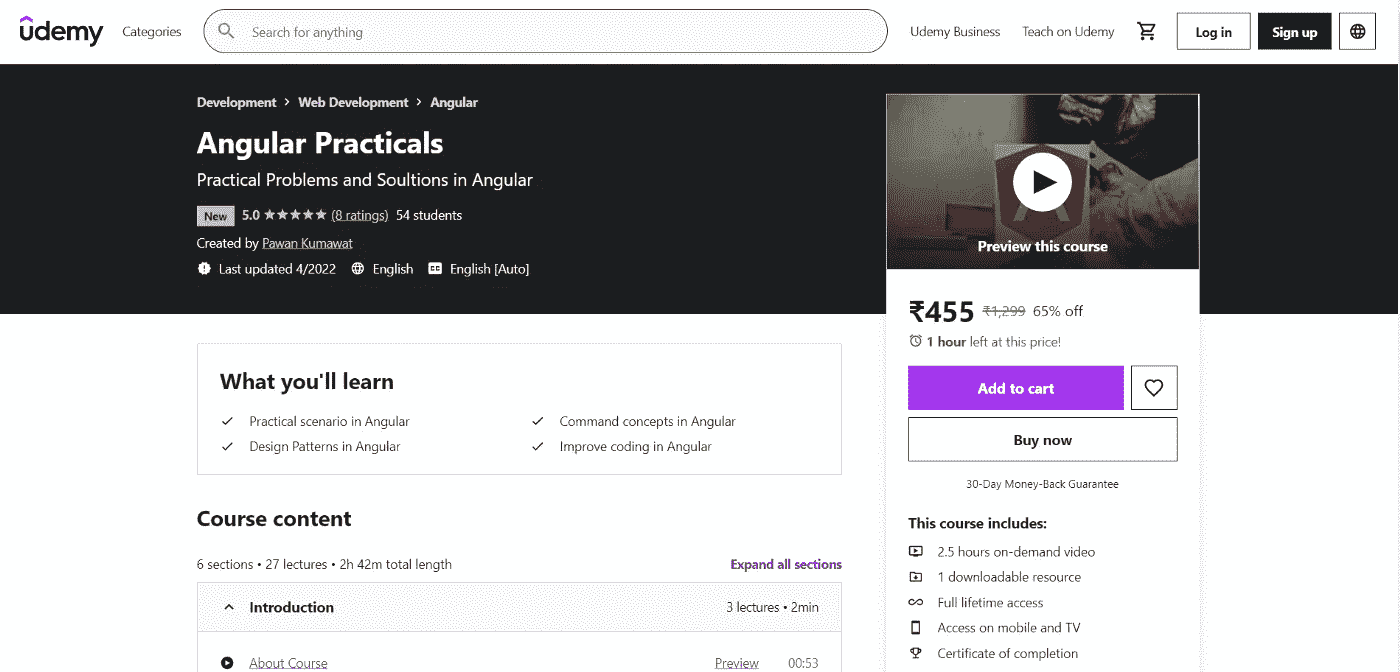 udemy Categories Search for anything Udemy Business Teach on Udemy Log in Sign up
Development > Web Development > Angular
Angular Practicals
Practical Problems and Soultions in Angular
New 5.0 ★★★★★ (8 ratings) 54 students
Created by Pawan Kumawat
Last updated 4/2022 English English [Auto]
Preview this course
₹455 ₹1,299 65% off
1 hour left at this price!
Add to cart
Buy now
30-Day Money-Back Guarantee
This course includes:
2.5 hours on-demand video
1 downloadable resource
Full lifetime access
Access on mobile and TV
Certificate of completion
What you'll learn
Practical scenario in Angular Command concepts in Angular
Design Patterns in Angular Improve coding in Angular
Course content
6 sections • 27 lectures • 2h 42m total length Expand all sections
Introduction 3 lectures • 2min
About Course Preview 00:53